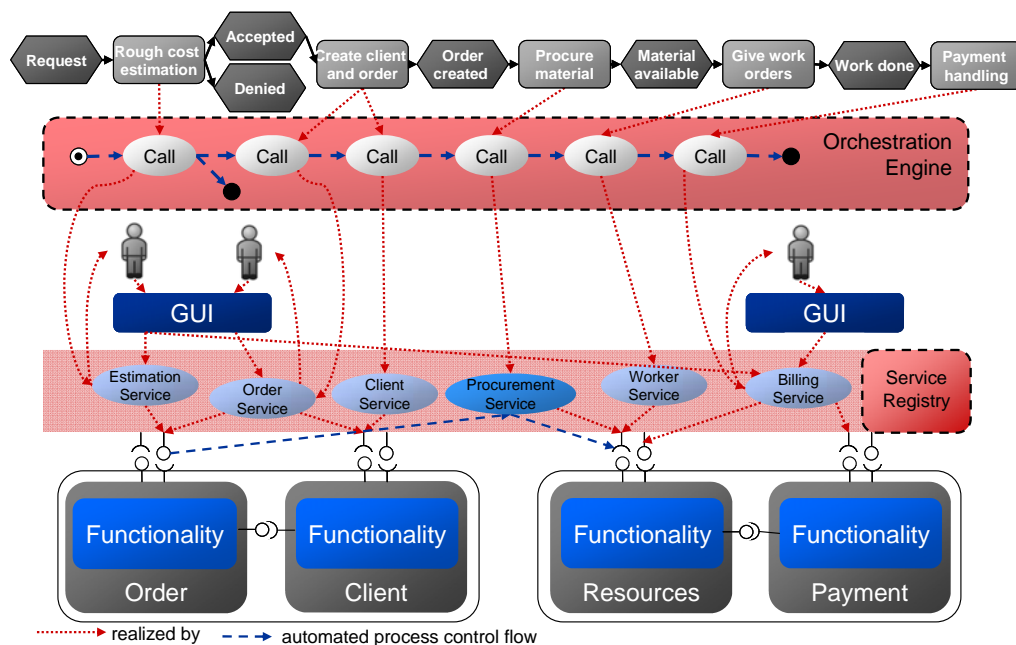 Request
Rough cost
estimation
Accepted
Denied
Create client
and order
Order
created
Procure
material
Material
available
Give work
orders
Work done
Payment
handling
Call
Call
Call
Call
Call
Call
Orchestration
Engine
GUI
GUI
Estimation
Service
Order
Service
Client
Service
Procurement
Service
Worker
Service
Billing
Service
Service
Registry
Functionality
Functionality
Functionality
Functionality
Order
Client
Resources
Payment
realized by
automated process control flow